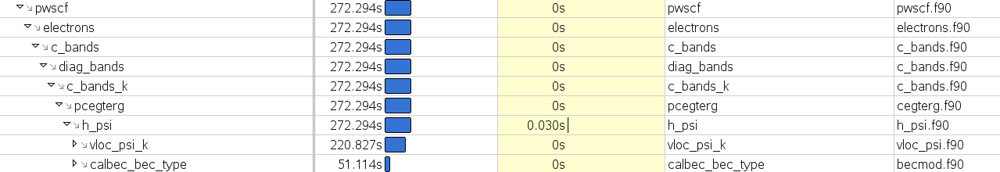 pwscf 272.294s 0s pwscf pwscf.f90
electrons 272.294s 0s electrons electrons.f90
c_bands 272.294s 0s c_bands c_bands.f90
diag_bands 272.294s 0s diag_bands c_bands.f90
c_bands_k 272.294s 0s c_bands_k c_bands.f90
pcegterg 272.294s 0s pcegterg cegterg.f90
h_psi 272.294s 0.030s h_psi h_psi.f90
vloc_psi_k 220.827s 0s vloc_psi_k vloc_psi.f90
calbec_bec_type 51.114s 0s calbec_bec_type becmod.f90